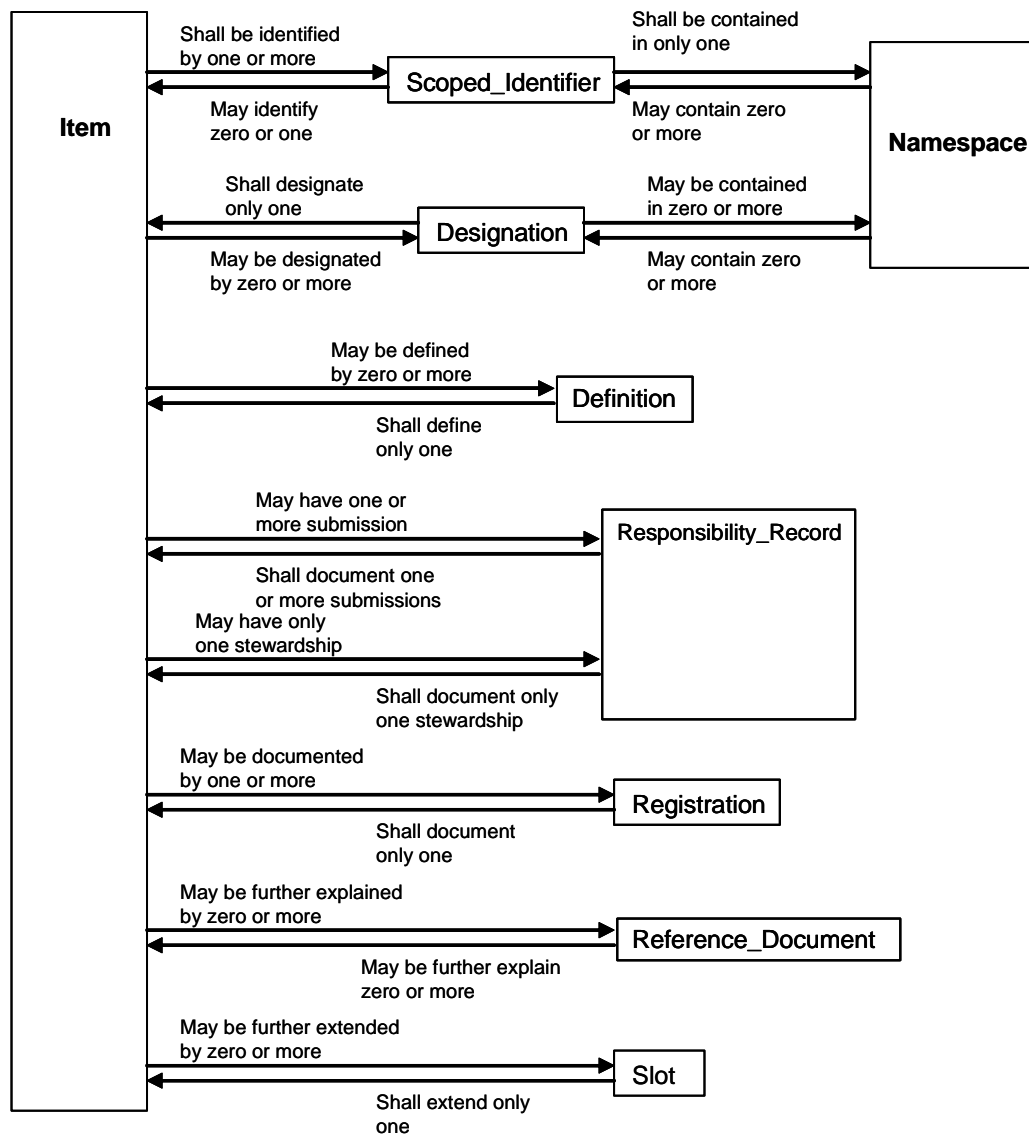 Shall be identified
by one or more
Shall be contained
in only one
Scoped_Identifier
May identify
zero or one
May contain zero
or more
Item
Namespace
Shall designate
only one
May be contained
in zero or more
Designation
May be designated
by zero or more
May contain zero
or more
May be defined
by zero or more
Definition
Shall define
only one
May have one or
more submission
Responsibility_Record
Shall document one
or more submissions
May have only
one stewardship
Shall document only
one stewardship
May be documented
by one or more
Registration
Shall document
only one
May be further explained
by zero or more
Reference_Document
May be further explain
zero or more
May be further extended
by zero or more
Slot
Shall extend only
one